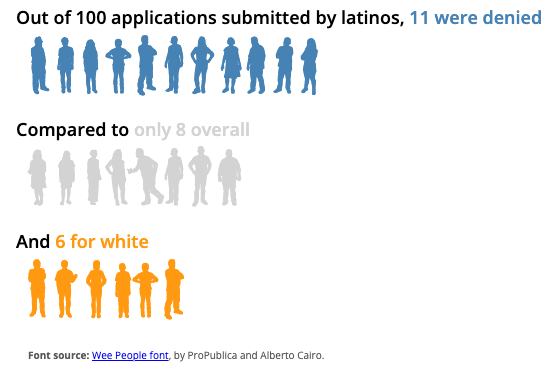 Out of 100 applications submitted by latinos, 11 were denied
Compared to only 8 overall
And 6 for white
Font source: Wee People font, by ProPublica and Alberto Cairo.